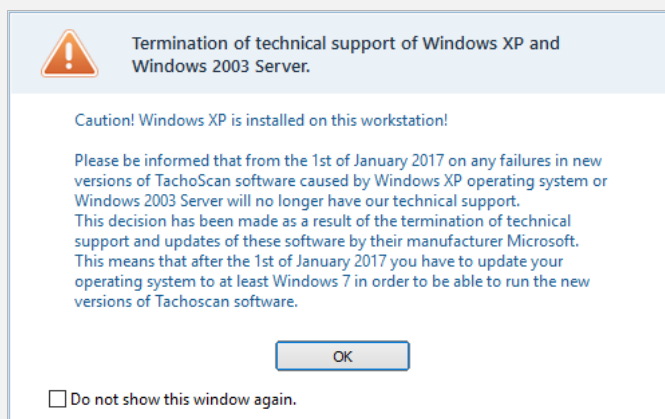 Termination of technical support of Windows XP and
Windows 2003 Server.
Caution! Windows XP is installed on this workstation!
Please be informed that from the 1st of January 2017 on any failures in new
versions of TachoScan software caused by Windows XP operating system or
Windows 2003 Server will no longer have our technical support.
This decision has been made as a result of the termination of technical
support and updates of these software by their manufacturer Microsoft.
This means that after the 1st of January 2017 you have to update your
operating system to at least Windows 7 in order to be able to run the new
versions of Tachoscan software.
OK
Do not show this window again.